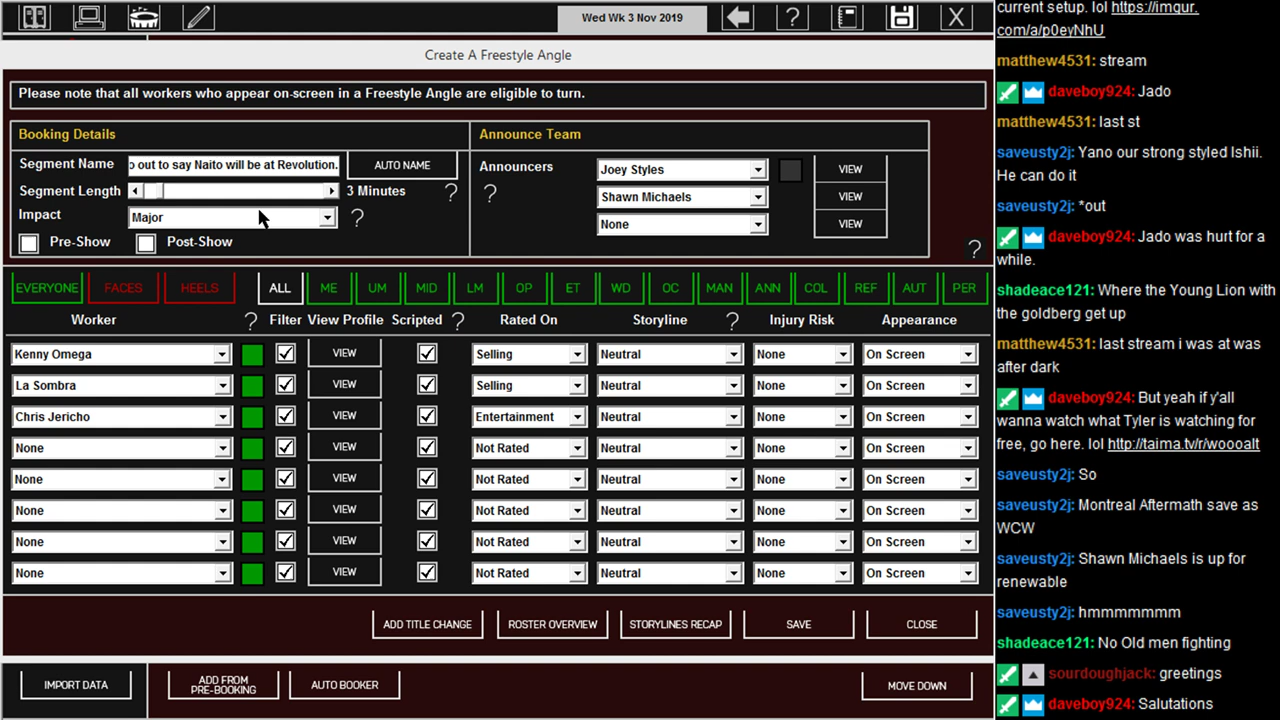 Wed Wk 3 Nov 2019
?
X
Create A Freestyle Angle
Please note that all workers who appear on-screen in a Freestyle Angle are eligible to turn.
Booking Details
Segment Name
out to say Naito will be at Revolution.
AUTO NAME
Segment Length
3 Minutes
?
Impact
Major
?
Pre-Show
Post-Show
Announce Team
Announcers
Joey Styles
VIEW
?
Shawn Michaels
VIEW
None
VIEW
?
EVERYONE FACES HEELS ALL ME UM MID LM OP ET WD OC MAN ANN COL REF AUT PER
Worker ? Filter View Profile Scripted ? Rated On Storyline ? Injury Risk Appearance
Kenny Omega VIEW Selling Neutral None On Screen
La Sombra VIEW Selling Neutral None On Screen
Chris Jericho VIEW Entertainment Neutral None On Screen
None VIEW Not Rated Neutral None On Screen
None VIEW Not Rated Neutral None On Screen
None VIEW Not Rated Neutral None On Screen
None VIEW Not Rated Neutral None On Screen
None VIEW Not Rated Neutral None On Screen
ADD TITLE CHANGE ROSTER OVERVIEW STORYLINES RECAP SAVE CLOSE
IMPORT DATA
ADD FROM
PRE-BOOKING
AUTO BOOKER
MOVE DOWN
current setup. lol https://imgur.
com/a/p0eyNhU
matthew4531: stream
daveboy924: Jado
matthew4531: last st
saveusty2j: Yano our strong styled Ishii.
He can do it
saveusty2j: *out
daveboy924: Jado was hurt for a
while.
shadeace121: Where the Young Lion with
the goldberg get up
matthew4531: last stream i was at was
after dark
daveboy924: But yeah if y'all
wanna watch what Tyler is watching for
free, go here. lol http://taima.tv/r/woooalt
saveusty2j: So
saveusty2j: Montreal Aftermath save as
WCW
saveusty2j: Shawn Michaels is up for
renewable
saveusty2j: hmmmmmmm
shadeace121: No Old men fighting
sourdoughjack: greetings
daveboy924: Salutations